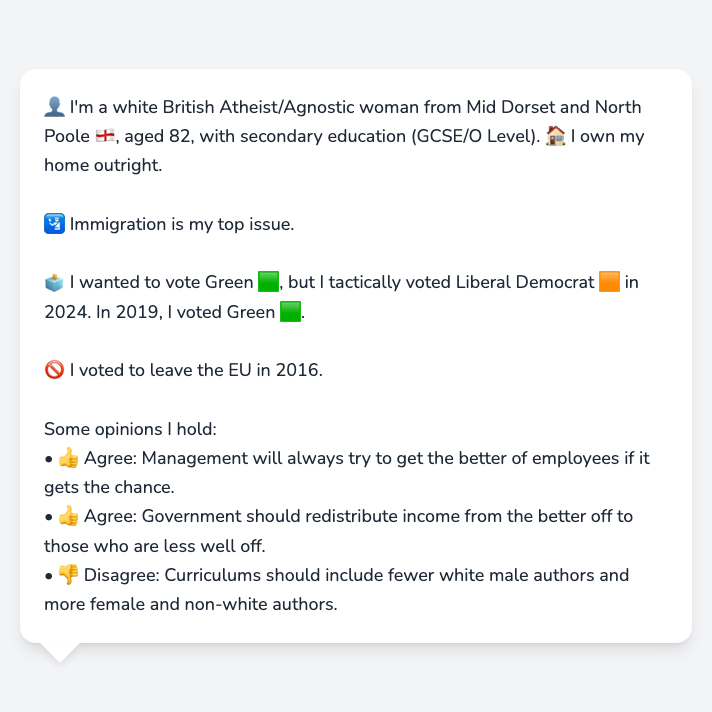 👤 I'm a white British Atheist/Agnostic woman from Mid Dorset and North
Poole 🏴󠁧󠁢󠁥󠁮󠁧󠁿, aged 82, with secondary education (GCSE/O Level). 🏠 I own my
home outright.
🛂 Immigration is my top issue.
🗳️ I wanted to vote Green 🟩, but I tactically voted Liberal Democrat 🟧 in
2024. In 2019, I voted Green 🟩.
🚫 I voted to leave the EU in 2016.
Some opinions I hold:
• 👍 Agree: Management will always try to get the better of employees if it
gets the chance.
• 👍 Agree: Government should redistribute income from the better off to
those who are less well off.
• 👎 Disagree: Curriculums should include fewer white male authors and
more female and non-white authors.